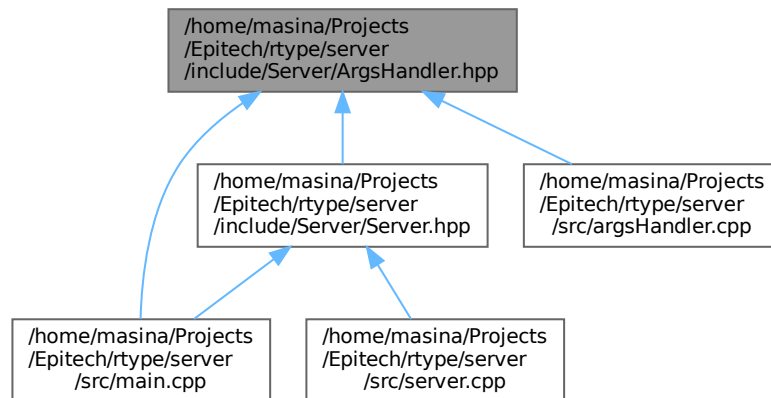 /home/masina/Projects
/Epitech/rtype/server
/include/Server/ArgsHandler.hpp
/home/masina/Projects
/Epitech/rtype/server
/include/Server/Server.hpp
/home/masina/Projects
/Epitech/rtype/server
/src/argsHandler.cpp
/home/masina/Projects
/Epitech/rtype/server
/src/main.cpp
/home/masina/Projects
/Epitech/rtype/server
/src/server.cpp